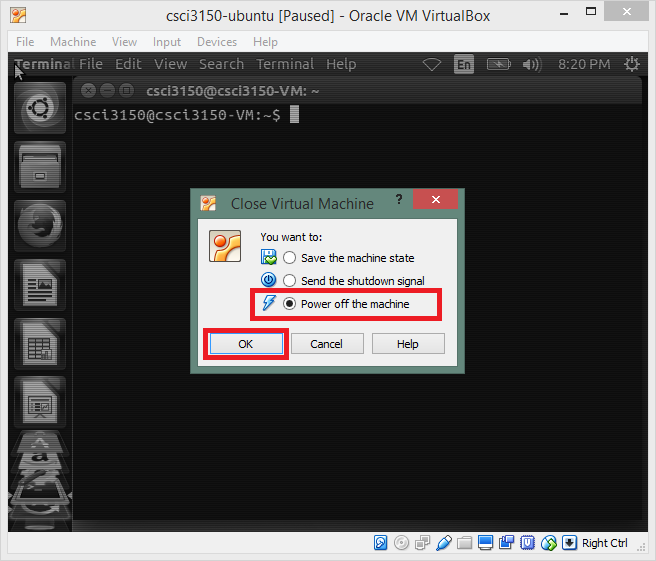 csci3150-ubuntu [Paused] - Oracle VM VirtualBox
File Machine View Input Devices Help
Terminal File Edit View Search Terminal Help En 8:20 PM
csci3150@csci3150-VM: ~
csci3150@csci3150-VM:~$
Close Virtual Machine ?
You want to:
Save the machine state
Send the shutdown signal
Power off the machine
OK Cancel Help
Right Ctrl